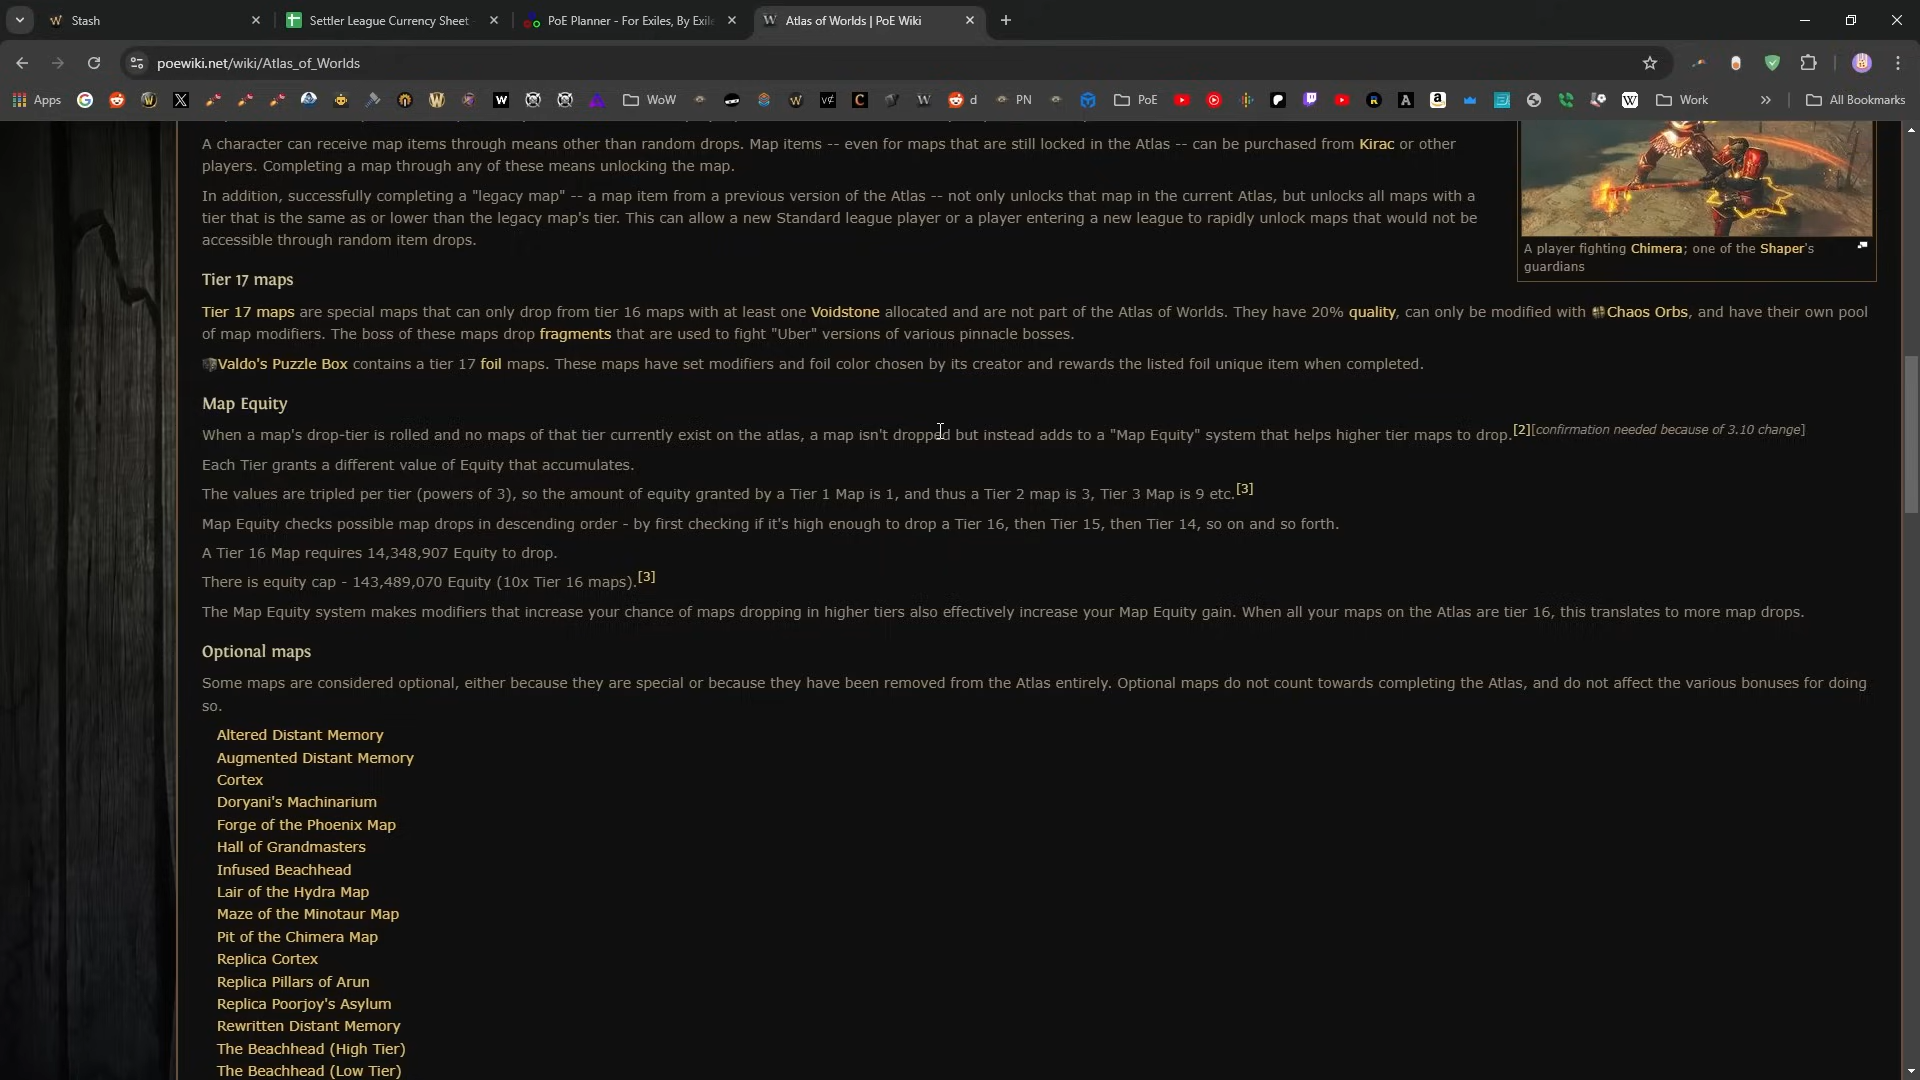 Stash
Settler League Currency Sheet
PoE Planner - For Exiles, By Exile
Atlas of Worlds | PoE Wiki
poewiki.net/wiki/Atlas_of_Worlds
Apps
WoW
d
PN
PoE
Work
All Bookmarks
A character can receive map items through means other than random drops. Map items -- even for maps that are still locked in the Atlas -- can be purchased from Kirac or other
players. Completing a map through any of these means unlocking the map.
In addition, successfully completing a "legacy map" -- a map item from a previous version of the Atlas -- not only unlocks that map in the current Atlas, but unlocks all maps with a
tier that is the same as or lower than the legacy map's tier. This can allow a new Standard league player or a player entering a new league to rapidly unlock maps that would not be
accessible through random item drops.
A player fighting Chimera; one of the Shaper's
guardians
Tier 17 maps
Tier 17 maps are special maps that can only drop from tier 16 maps with at least one Voidstone allocated and are not part of the Atlas of Worlds. They have 20% quality, can only be modified with Chaos Orbs, and have their own pool
of map modifiers. The boss of these maps drop fragments that are used to fight "Uber" versions of various pinnacle bosses.
Valdo's Puzzle Box contains a tier 17 foil maps. These maps have set modifiers and foil color chosen by its creator and rewards the listed foil unique item when completed.
Map Equity
When a map's drop-tier is rolled and no maps of that tier currently exist on the atlas, a map isn't dropped but instead adds to a "Map Equity" system that helps higher tier maps to drop.[2][confirmation needed because of 3.10 change]
Each Tier grants a different value of Equity that accumulates.
The values are tripled per tier (powers of 3), so the amount of equity granted by a Tier 1 Map is 1, and thus a Tier 2 map is 3, Tier 3 Map is 9 etc.[3]
Map Equity checks possible map drops in descending order - by first checking if it's high enough to drop a Tier 16, then Tier 15, then Tier 14, so on and so forth.
A Tier 16 Map requires 14,348,907 Equity to drop.
There is equity cap - 143,489,070 Equity (10x Tier 16 maps).[3]
The Map Equity system makes modifiers that increase your chance of maps dropping in higher tiers also effectively increase your Map Equity gain. When all your maps on the Atlas are tier 16, this translates to more map drops.
Optional maps
Some maps are considered optional, either because they are special or because they have been removed from the Atlas entirely. Optional maps do not count towards completing the Atlas, and do not affect the various bonuses for doing
so.
Altered Distant Memory
Augmented Distant Memory
Cortex
Doryani's Machinarium
Forge of the Phoenix Map
Hall of Grandmasters
Infused Beachhead
Lair of the Hydra Map
Maze of the Minotaur Map
Pit of the Chimera Map
Replica Cortex
Replica Pillars of Arun
Replica Poorjoy's Asylum
Rewritten Distant Memory
The Beachhead (High Tier)
The Beachhead (Low Tier)